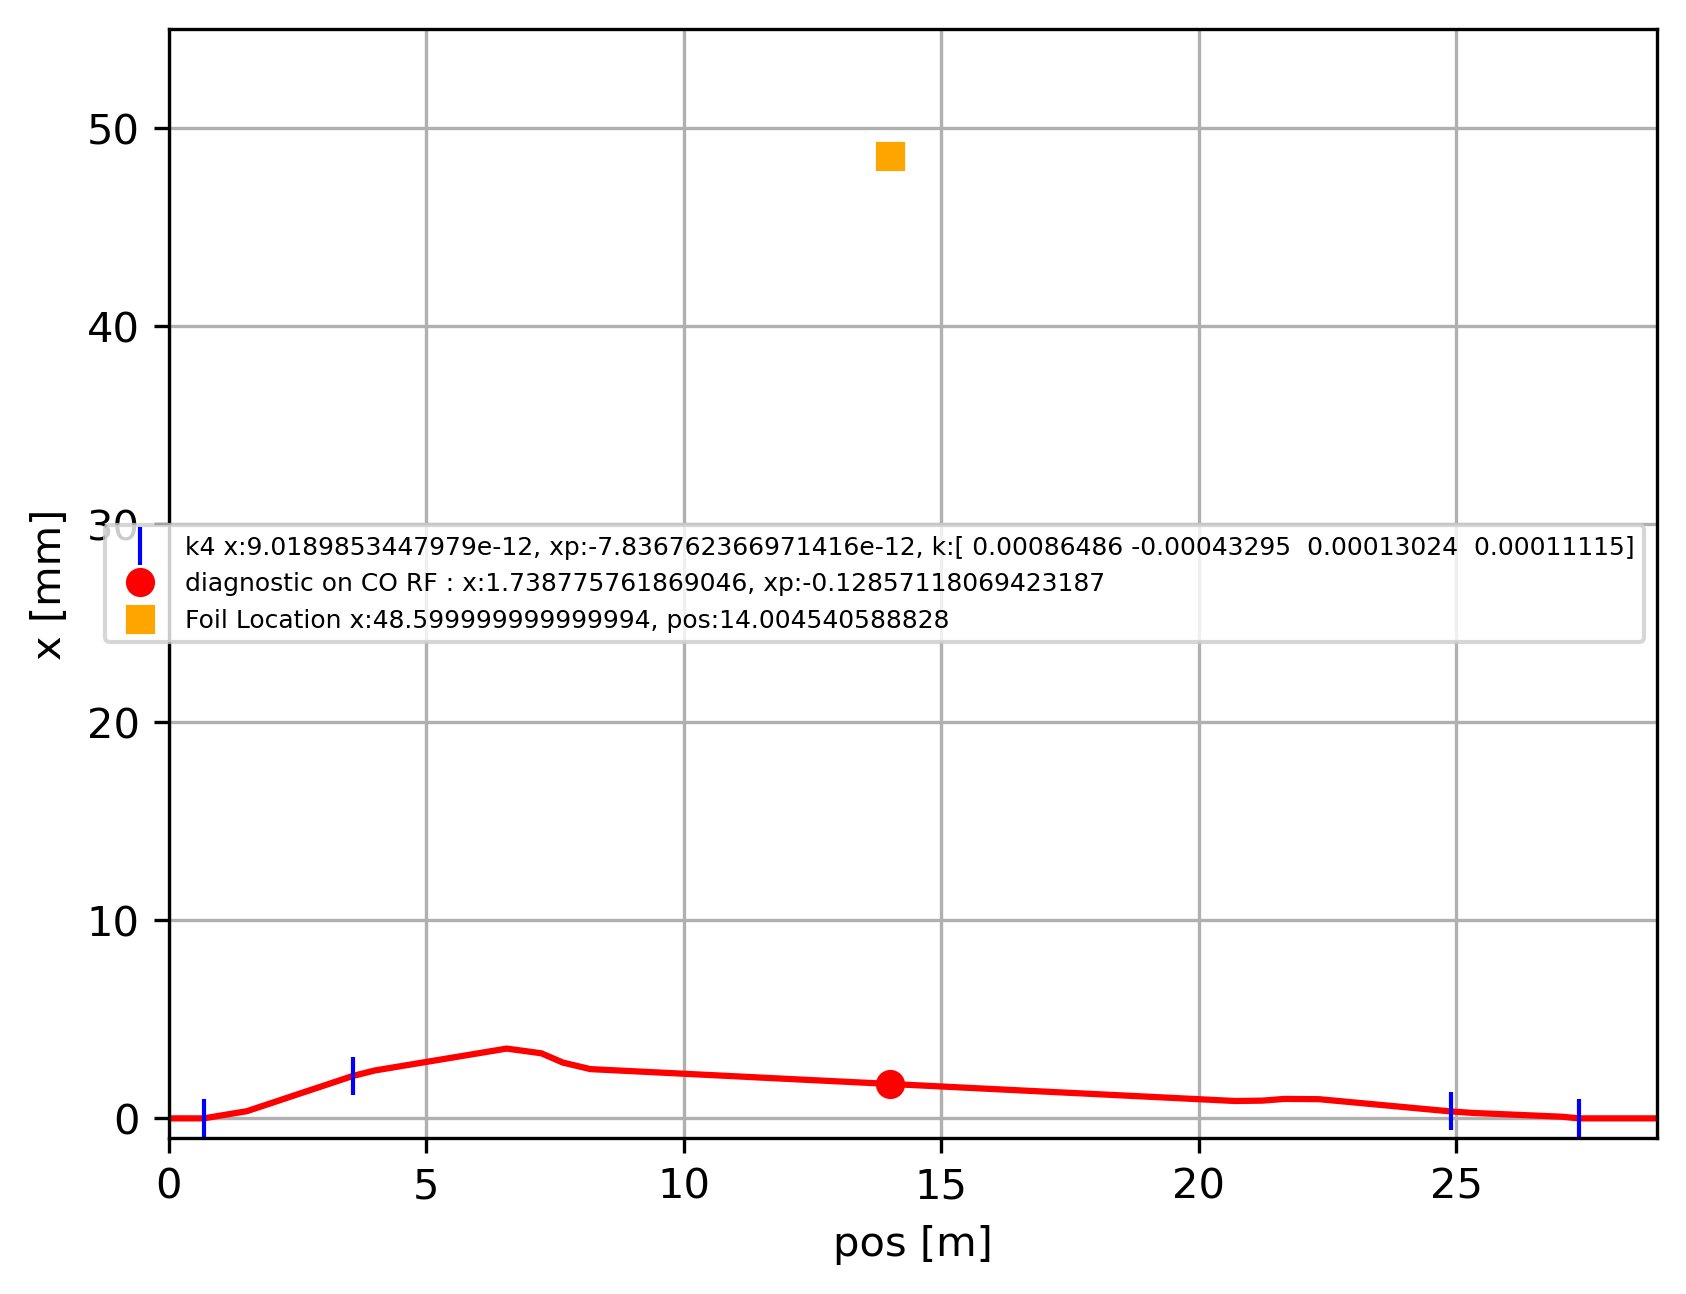 50
40
30
k4 x:9.0189853447979e-12, xp:-7.836762366971416e-12, k:[ 0.00086486 -0.00043295  0.00013024  0.00011115]
diagnostic on CO RF : x:1.738775761869046, xp:-0.12857118069423187
Foil Location x:48.599999999999994, pos:14.004540588828
x [mm]
20
10
0
0 5 10 15 20 25
pos [m]